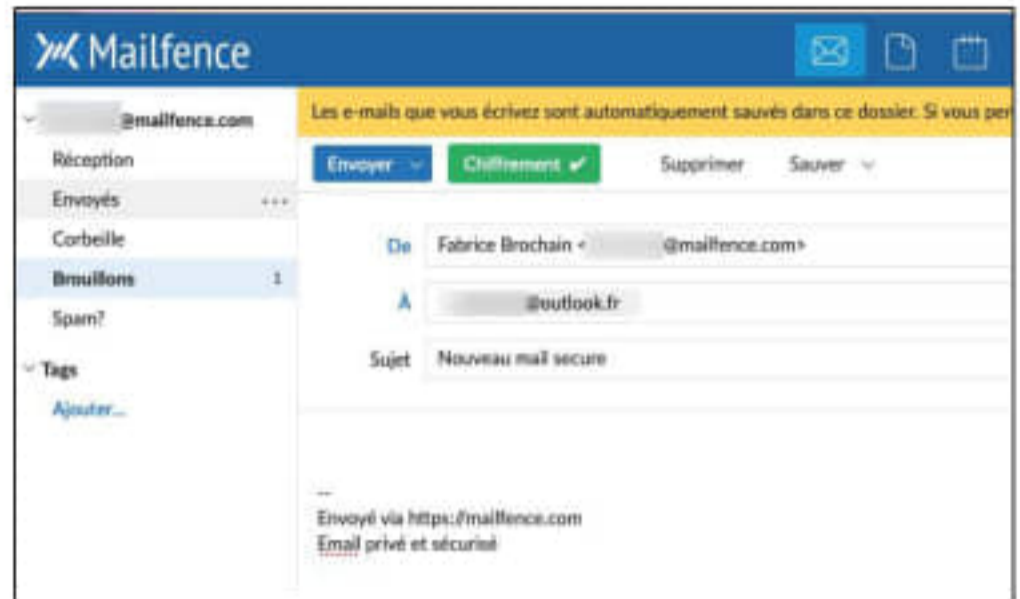 Mailfence
@mailfence.com
Réception
Envoyés
Corbeille
Brouillons 1
Spam?
Tags
Ajouter...
Les e-mails que vous écrivez sont automatiquement sauvés dans ce dossier. Si vous per
Envoyer
Chiffrement ✔
Supprimer
Sauver
De Fabrice Brochain < @mailfence.com>
À @outlook.fr
Sujet Nouveau mail secure
--
Envoyé via https://mailfence.com
Email privé et sécurisé